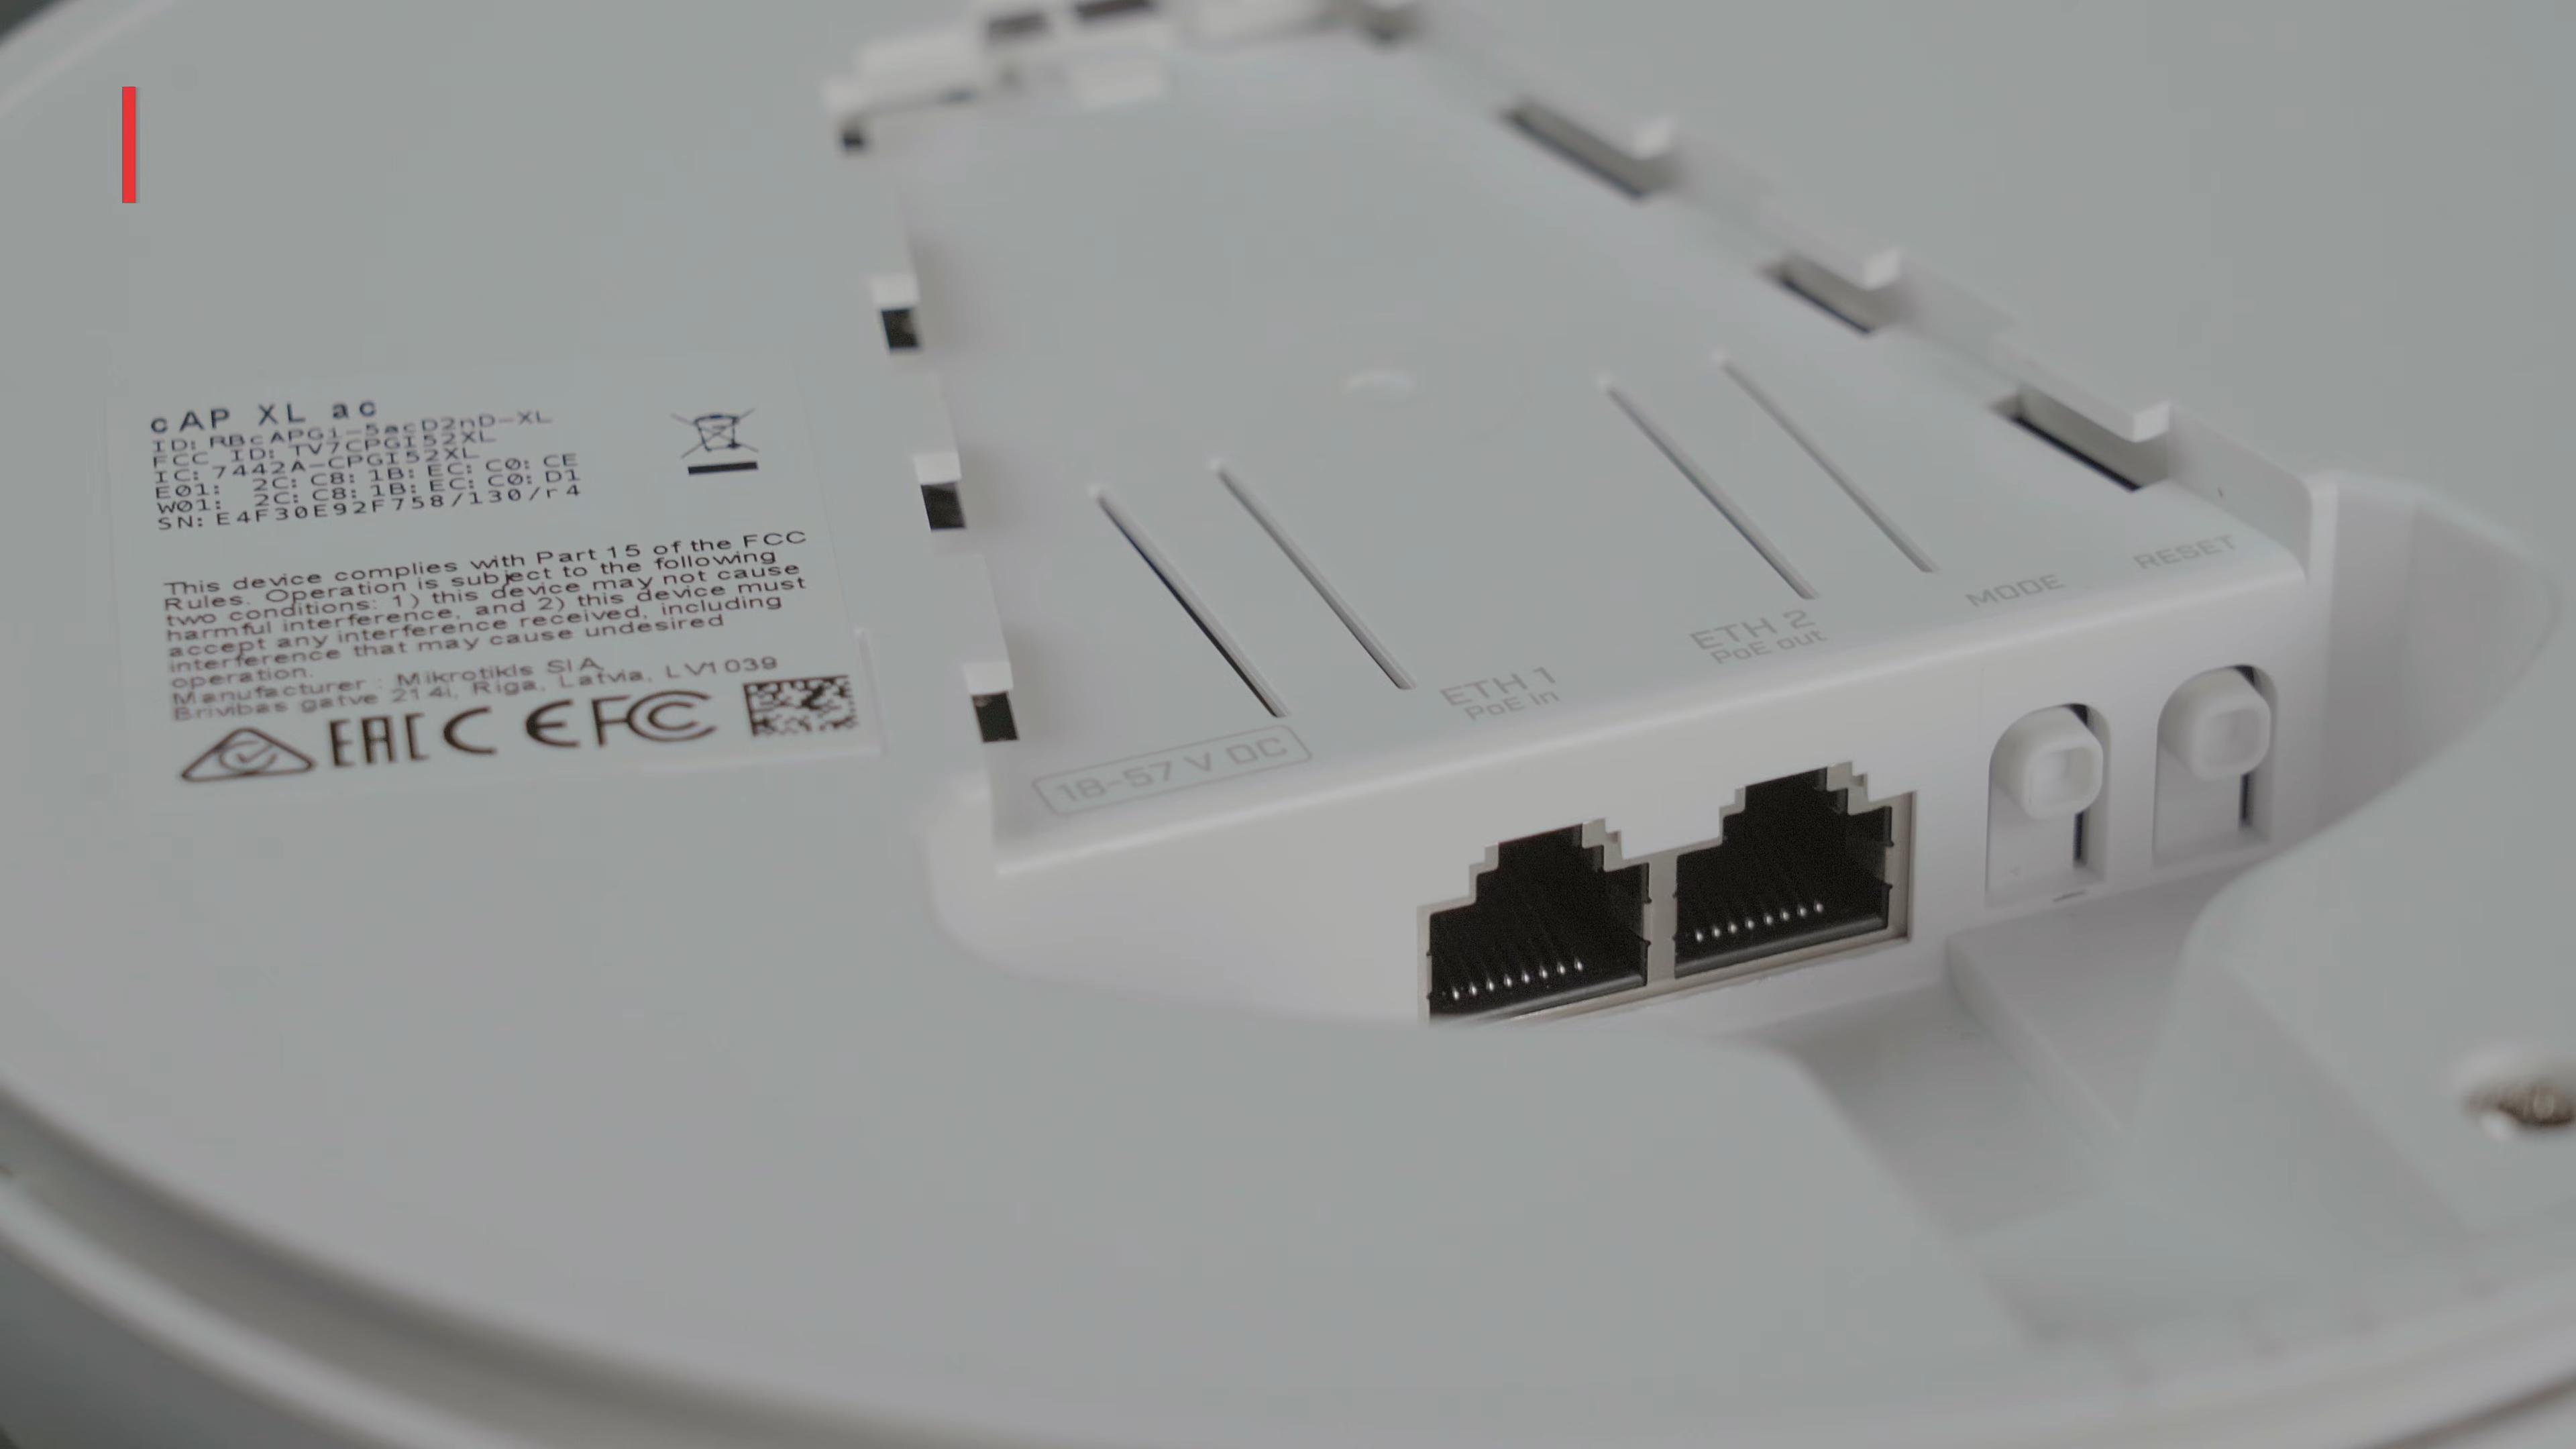 cAP XL ac
ID: RBcAPGi-5acD2nD-XL
FCC ID: TV7CPGI52XL
IC: 7442A-CPGI52XL
E01: 2C: C8: 1B: EC: C0: CE
W01: 2C: C8: 1B: EC: C0: D1
SN: E4F30E92F758/130/r4
This device complies with Part 15 of the FCC
Rules. Operation is subject to the following
two conditions: 1) this device may not cause
harmful interference, and 2) this device must
accept any interference received, including
interference that may cause undesired
operation.
Manufacturer : Mikrotikls SIA
Brivibas gatve 214i, Riga, Latvia, LV1039
EAC CE FC
18-57 V DC
ETH 1
PoE in
ETH 2
PoE out
MODE
RESET